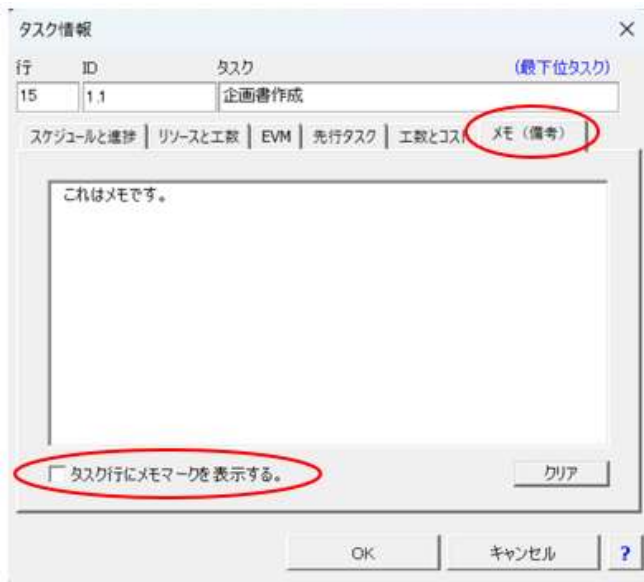 タスク情報
行 ID タスク (最下位タスク)
15 1.1 企画書作成
スケジュールと進捗 リソースと工数 EVM 先行タスク 工数とコスト メモ（備考）
これはメモです。
タスク行にメモマークを表示する。 クリア
OK キャンセル ?